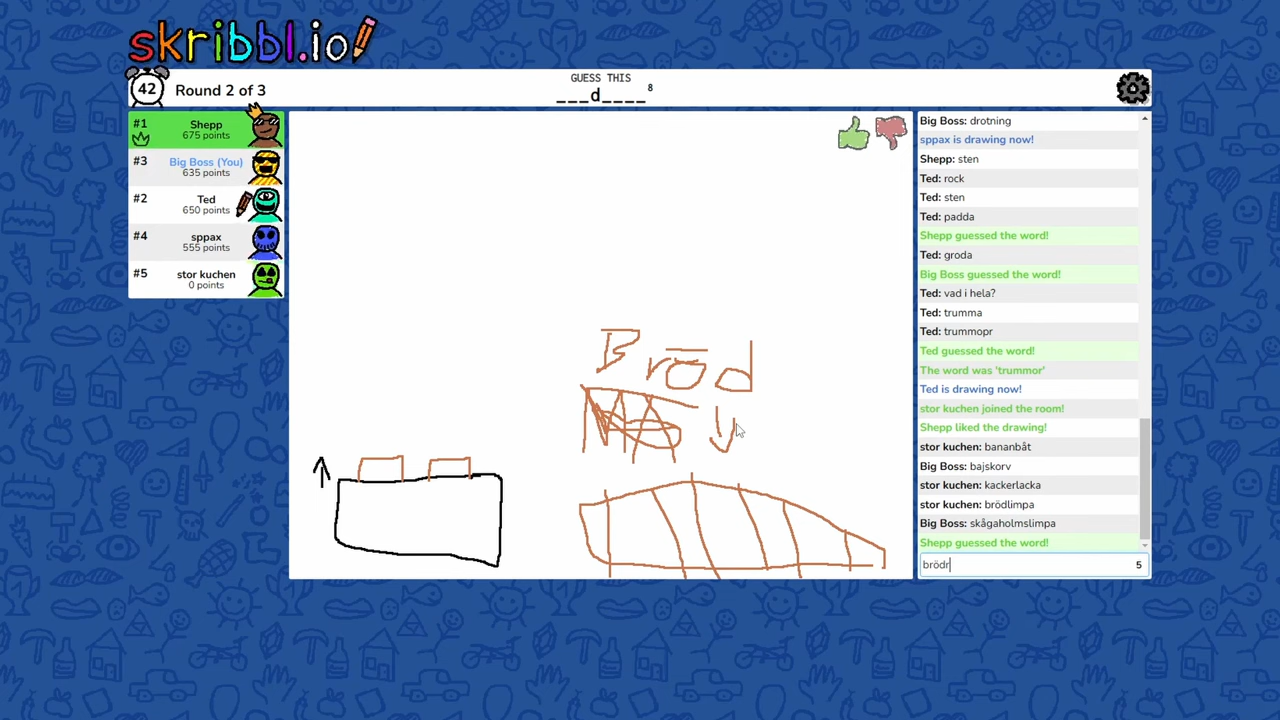 skribbl.io
42
Round 2 of 3
GUESS THIS
___d____ 8
#1
Shepp
675 points
#3
Big Boss (You)
635 points
#2
Ted
650 points
#4
sppax
555 points
#5
stor kuchen
0 points
Bröd
Big Boss: drotning
sppax is drawing now!
Shepp: sten
Ted: rock
Ted: sten
Ted: padda
Shepp guessed the word!
Ted: groda
Big Boss guessed the word!
Ted: vad i hela?
Ted: trumma
Ted: trummopr
Ted guessed the word!
The word was 'trummor'
Ted is drawing now!
stor kuchen joined the room!
Shepp liked the drawing!
stor kuchen: bananbåt
Big Boss: bajskorv
stor kuchen: kackerlacka
stor kuchen: brödlimpa
Big Boss: skågaholmslimpa
Shepp guessed the word!
brödr
5